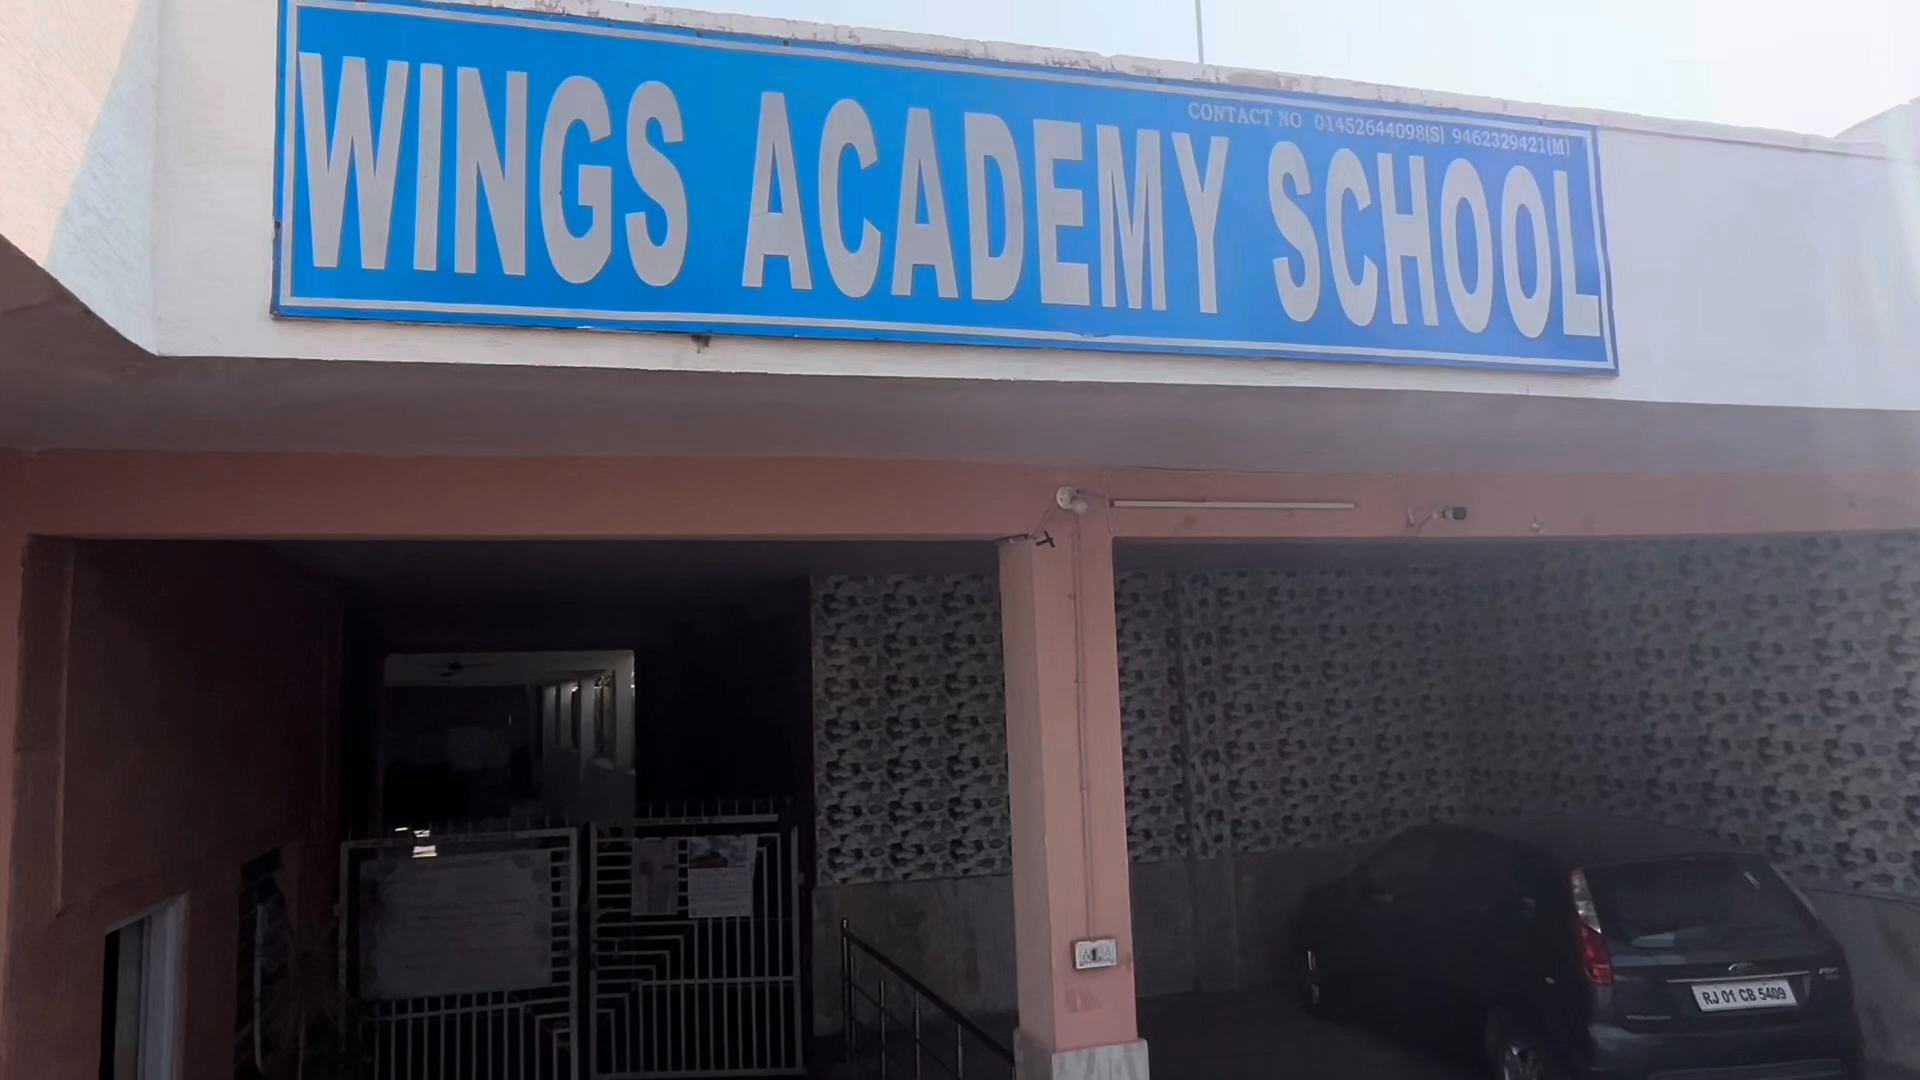 CONTACT NO 01452644098(S) 9462329421(M)
WINGS ACADEMY SCHOOL
RJ 01 CB 5409